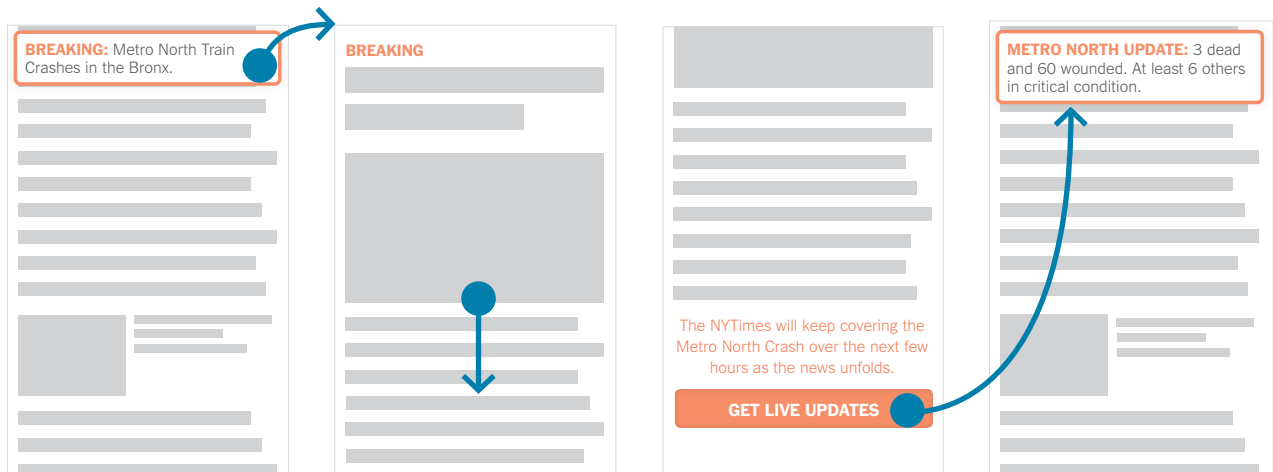 BREAKING: Metro North Train
Crashes in the Bronx.
BREAKING
The NYTimes will keep covering the
Metro North Crash over the next few
hours as the news unfolds.
GET LIVE UPDATES
METRO NORTH UPDATE: 3 dead
and 60 wounded. At least 6 others
in critical condition.